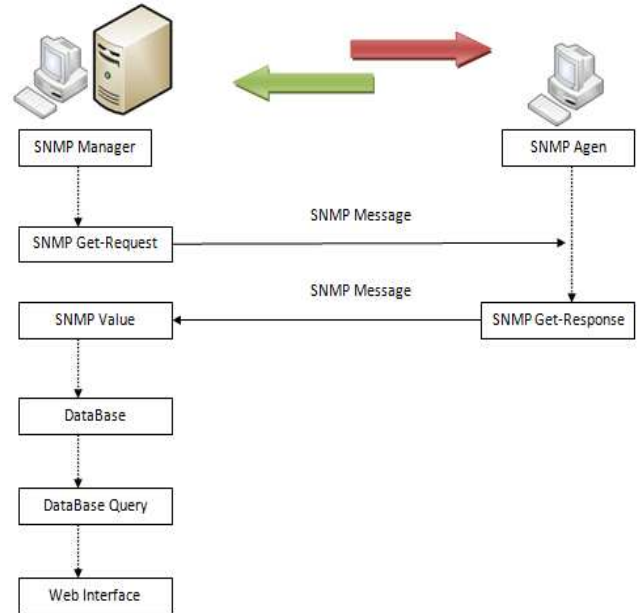 SNMP Manager
SNMP Agen
SNMP Message
SNMP Get-Request
SNMP Message
SNMP Value
SNMP Get-Response
DataBase
DataBase Query
Web Interface